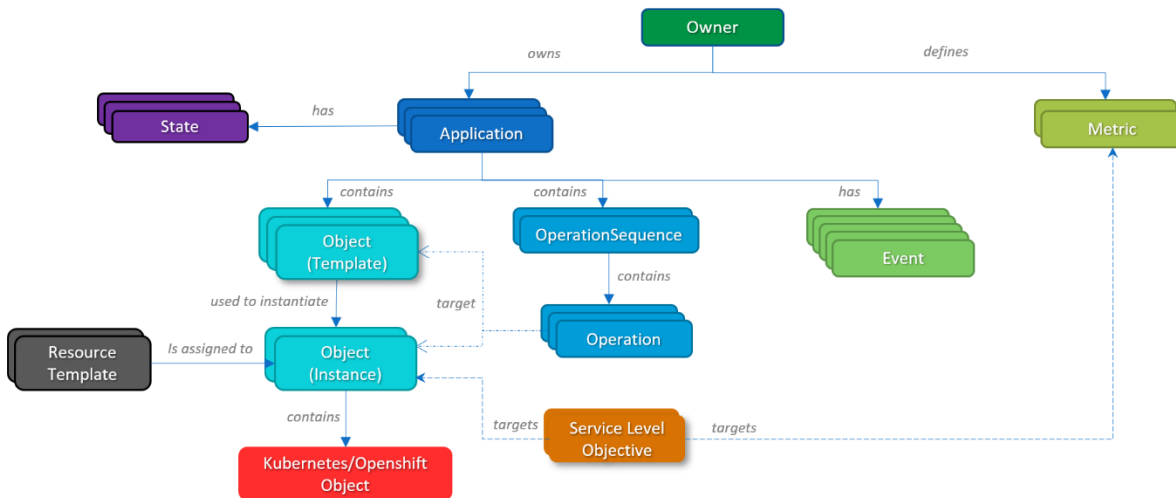 Owner
owns
defines
has
State
Application
Metric
contains
contains
has
Object
(Template)
OperationSequence
Event
contains
used to instantiate
target
Resource
Template
Is assigned to
Object
(Instance)
Operation
contains
targets
Service Level
Objective
targets
Kubernetes/Openshift
Object